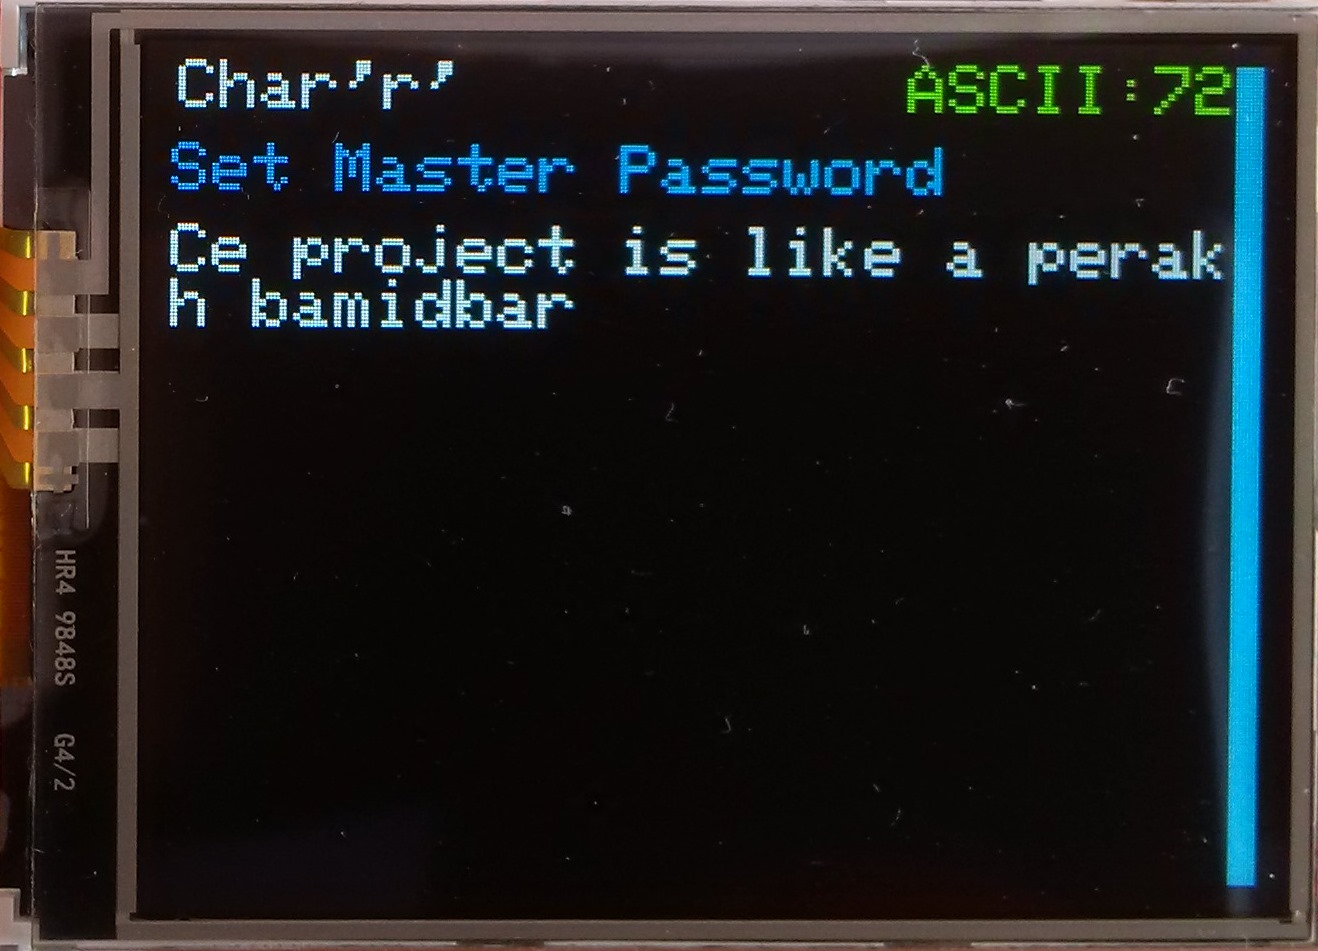 Char'r'
ASCII:72
Set Master Password
Ce project is like a perak
h bamidbar
HR4 9848S G4/2